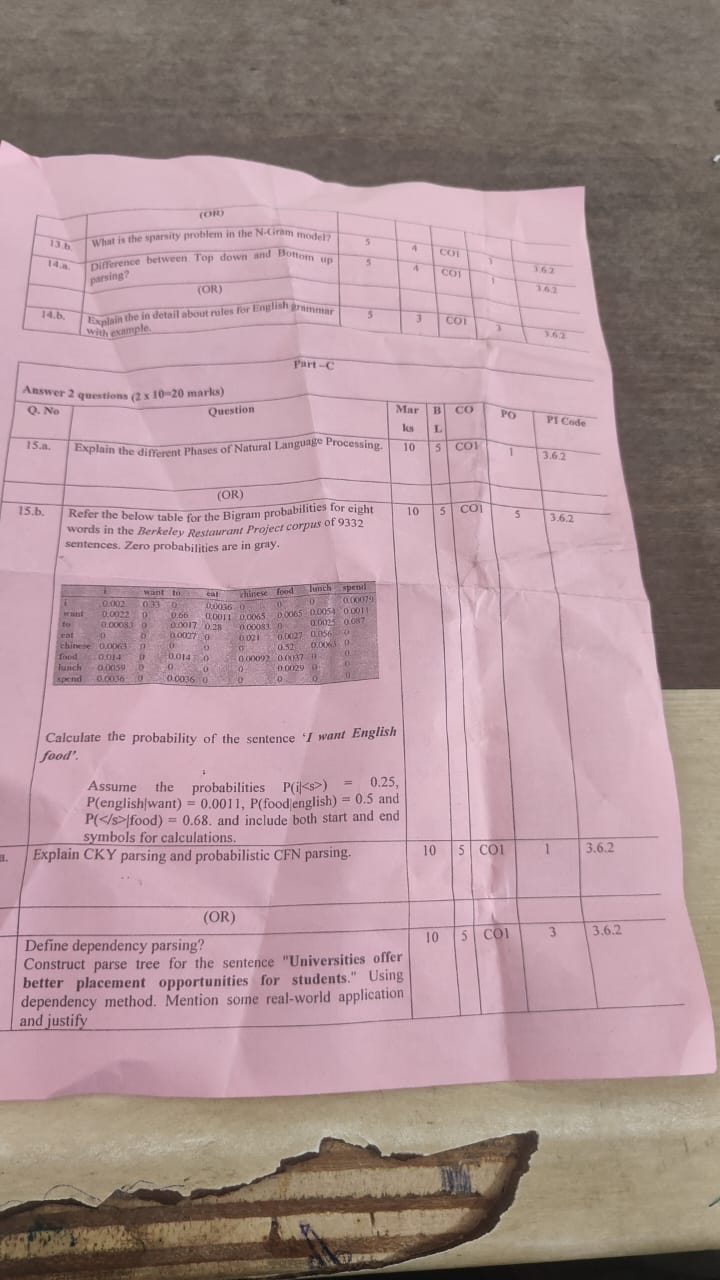 (OR)
13.b. What is the sparsity problem in the N-Gram model? 5 4 CO1 3 3.6.2
14.a. Difference between Top down and Bottom up 5 4 CO1 1 3.6.2
parsing?
(OR)
14.b. Explain the in detail about rules for English grammar 5 3 CO1 3 3.6.2
with example.
Part –C
Answer 2 questions (2 x 10=20 marks)
Q. No Question Mar B CO PO PI Code
ks L
15.a. Explain the different Phases of Natural Language Processing. 10 5 CO1 1 3.6.2
(OR)
15.b. Refer the below table for the Bigram probabilities for eight 10 5 CO1 5 3.6.2
words in the Berkeley Restaurant Project corpus of 9332
sentences. Zero probabilities are in gray.
i want to eat chinese food lunch spend
i 0.002 0.33 0 0.0036 0 0 0 0.00079
want 0.0022 0 0.66 0.0011 0.0065 0.0065 0.0054 0.0011
to 0.00083 0 0.0017 0.28 0.00083 0 0.0025 0.087
eat 0 0 0.0027 0 0.021 0.0027 0.056 0
chinese 0.0063 0 0 0 0 0.52 0.0063 0
food 0.014 0 0.014 0 0.00092 0.0037 0 0
lunch 0.0059 0 0 0 0 0.0029 0 0
spend 0.0036 0 0.0036 0 0 0 0 0
Calculate the probability of the sentence 'I want English
food'.
Assume the probabilities P(i|<s>) = 0.25,
P(english|want) = 0.0011, P(food|english) = 0.5 and
P(</s>|food) = 0.68. and include both start and end
symbols for calculations.
a. Explain CKY parsing and probabilistic CFN parsing. 10 5 CO1 1 3.6.2
(OR)
Define dependency parsing? 10 5 CO1 3 3.6.2
Construct parse tree for the sentence "Universities offer
better placement opportunities for students." Using
dependency method. Mention some real-world application
and justify